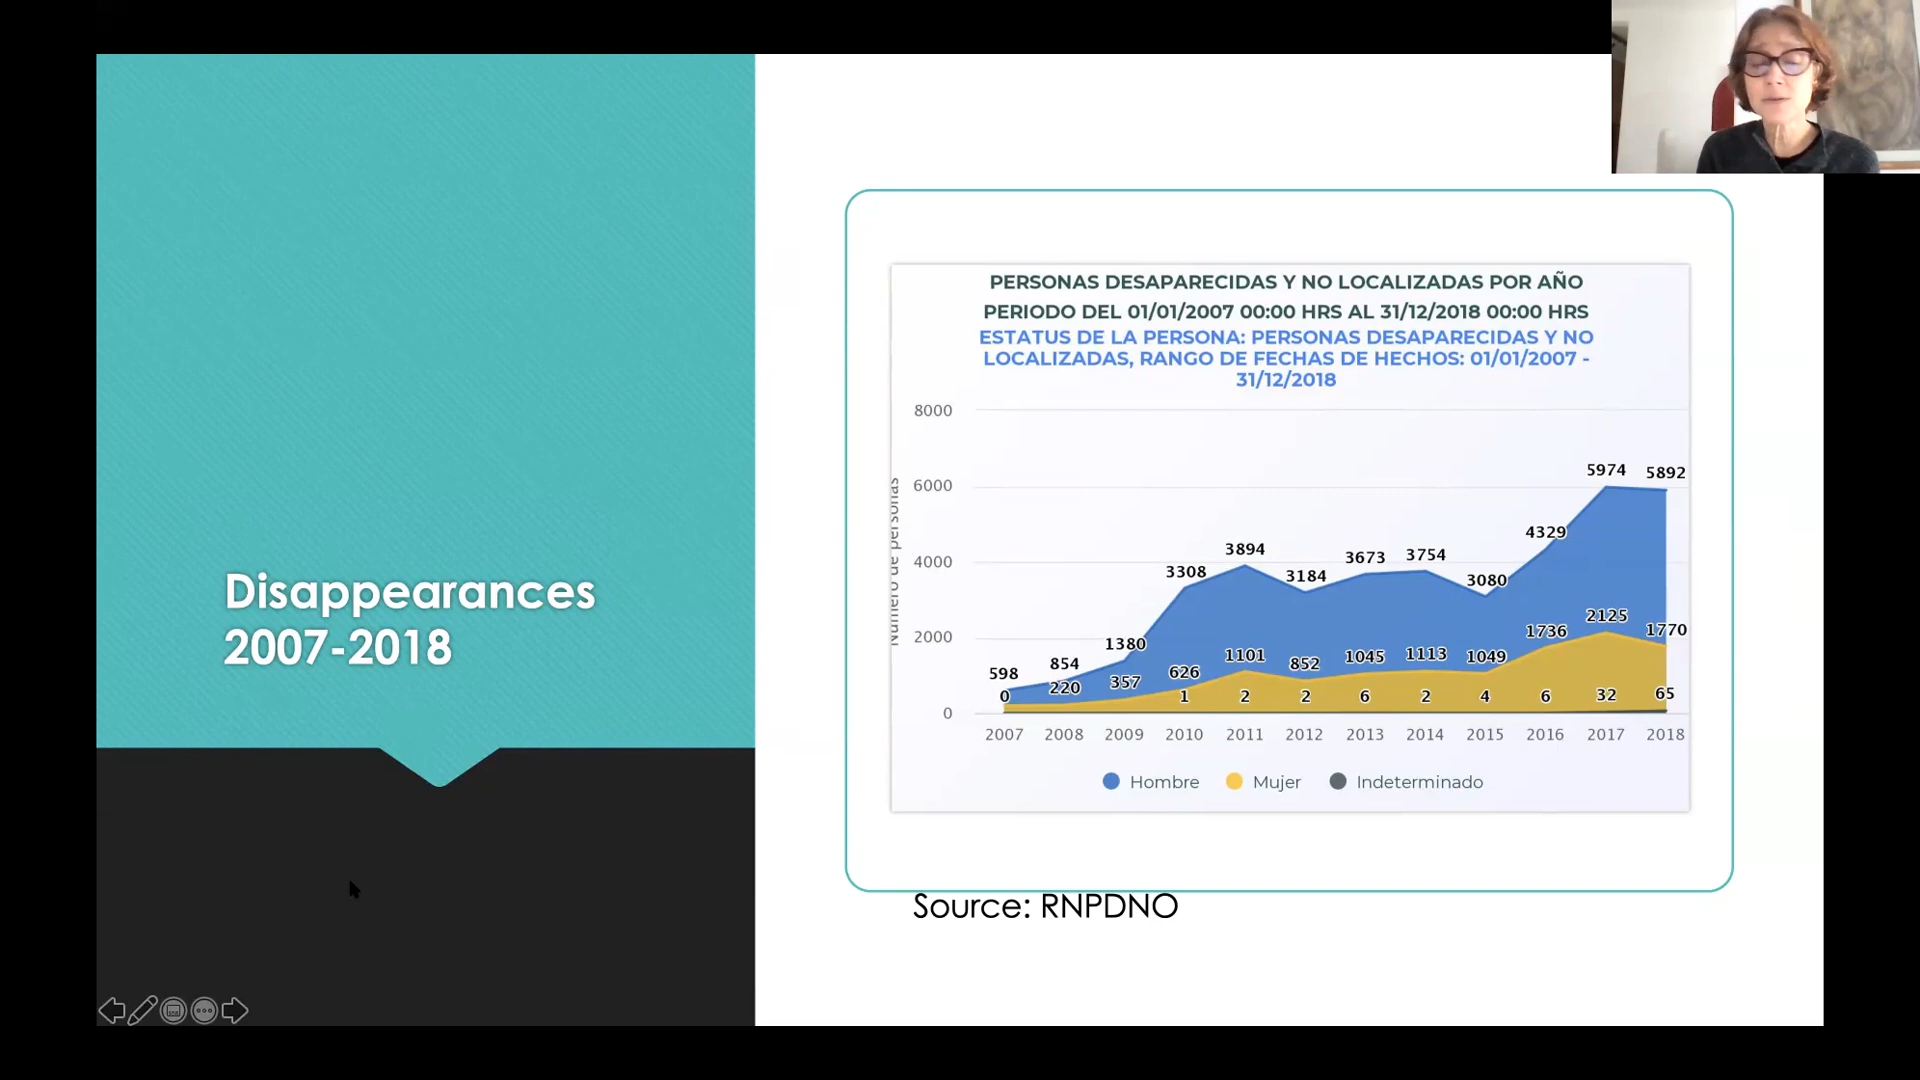 Disappearances
2007-2018
PERSONAS DESAPARECIDAS Y NO LOCALIZADAS POR AÑO
PERIODO DEL 01/01/2007 00:00 HRS AL 31/12/2018 00:00 HRS
ESTATUS DE LA PERSONA: PERSONAS DESAPARECIDAS Y NO
LOCALIZADAS, RANGO DE FECHAS DE HECHOS: 01/01/2007 -
31/12/2018
Número de personas
8000
6000
4000
2000
0
598 854 1380 3308 3894 3184 3673 3754 3080 4329 5974 5892
220 357 626 1101 852 1045 1113 1049 1736 2125 1770
0 1 2 2 6 2 4 6 32 65
2007 2008 2009 2010 2011 2012 2013 2014 2015 2016 2017 2018
Hombre Mujer Indeterminado
Source: RNPDNO